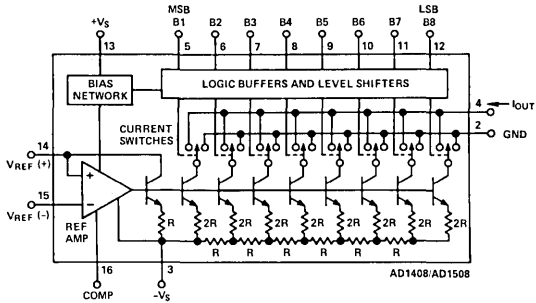 +VS
13
MSB
B1 B2 B3 B4 B5 B6 B7
LSB
B8
5 6 7 8 9 10 11 12
BIAS
NETWORK
LOGIC BUFFERS AND LEVEL SHIFTERS
4
IOUT
2
GND
CURRENT
SWITCHES
14
VREF (+)
+
15
VREF (-)
−
REF
AMP
R 2R 2R 2R 2R 2R 2R 2R 2R
R R R R R R
16
COMP
3
-VS
AD1408/AD1508